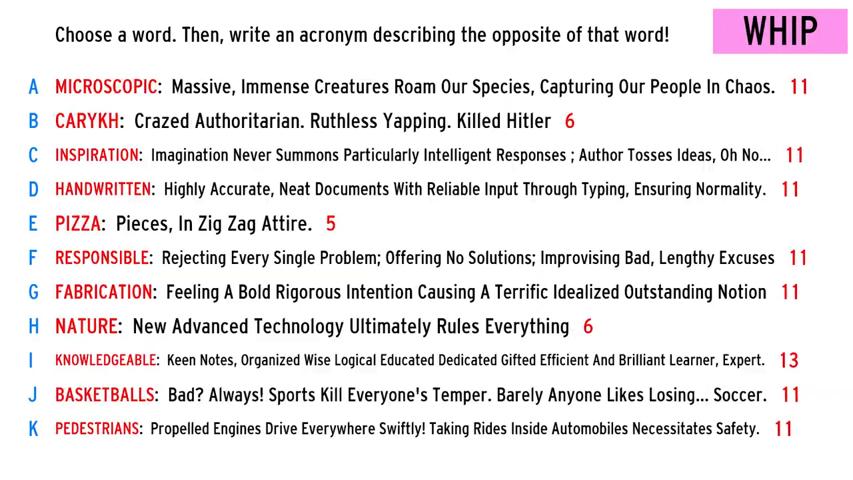 Choose a word. Then, write an acronym describing the opposite of that word!
WHIP
A MICROSCOPIC: Massive, Immense Creatures Roam Our Species, Capturing Our People In Chaos. 11
B CARYKH: Crazed Authoritarian. Ruthless Yapping. Killed Hitler 6
C INSPIRATION: Imagination Never Summons Particularly Intelligent Responses ; Author Tosses Ideas, Oh No... 11
D HANDWRITTEN: Highly Accurate, Neat Documents With Reliable Input Through Typing, Ensuring Normality. 11
E PIZZA: Pieces, In Zig Zag Attire. 5
F RESPONSIBLE: Rejecting Every Single Problem; Offering No Solutions; Improvising Bad, Lengthy Excuses 11
G FABRICATION: Feeling A Bold Rigorous Intention Causing A Terrific Idealized Outstanding Notion 11
H NATURE: New Advanced Technology Ultimately Rules Everything 6
I KNOWLEDGEABLE: Keen Notes, Organized Wise Logical Educated Dedicated Gifted Efficient And Brilliant Learner, Expert. 13
J BASKETBALLS: Bad? Always! Sports Kill Everyone's Temper. Barely Anyone Likes Losing... Soccer. 11
K PEDESTRIANS: Propelled Engines Drive Everywhere Swiftly! Taking Rides Inside Automobiles Necessitates Safety. 11